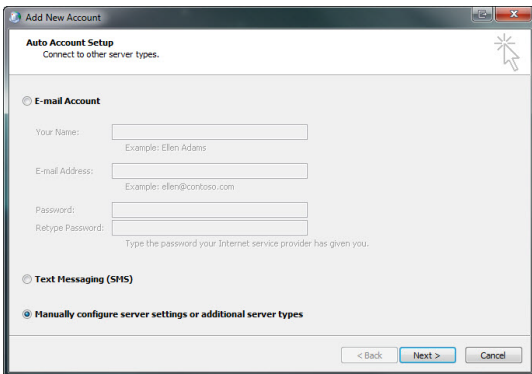 Add New Account
Auto Account Setup
Connect to other server types.
E-mail Account
Your Name:
Example: Ellen Adams
E-mail Address:
Example: ellen@contoso.com
Password:
Retype Password:
Type the password your Internet service provider has given you.
Text Messaging (SMS)
Manually configure server settings or additional server types
< Back Next > Cancel